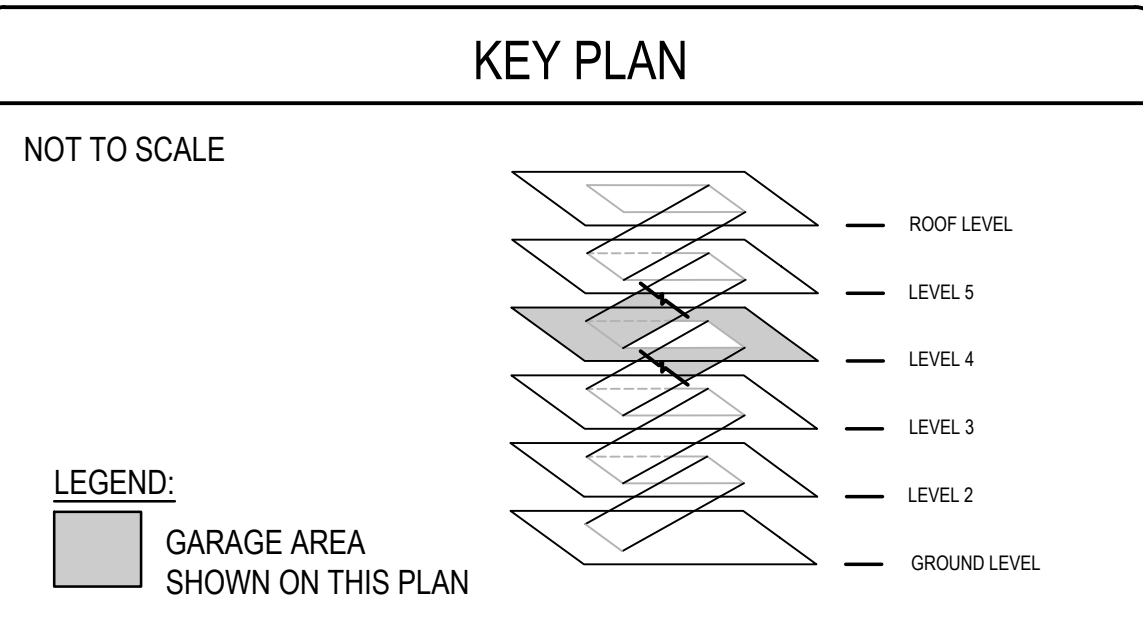 KEY PLAN
NOT TO SCALE
ROOF LEVEL
LEVEL 5
LEVEL 4
LEVEL 3
LEVEL 2
GROUND LEVEL
LEGEND:
GARAGE AREA
SHOWN ON THIS PLAN